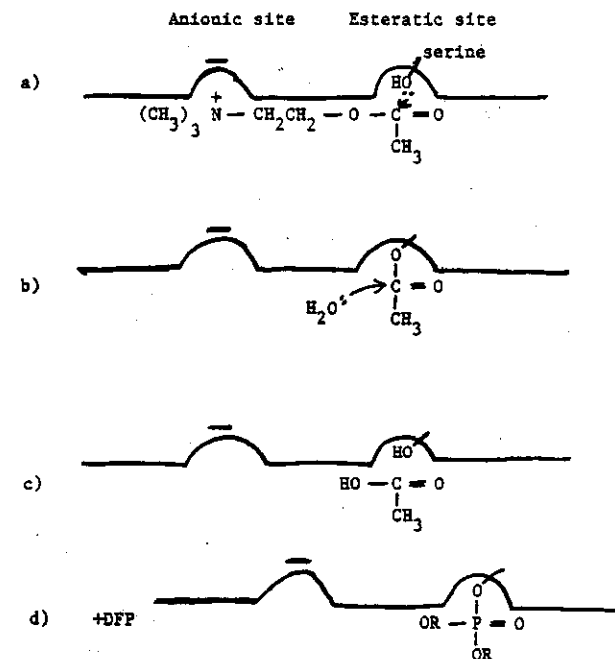 Anionic site Esteratic site
serine
a) HO
+
(CH3)3 N — CH2CH2 — O — C = O
CH3
b) O
C = O
H2O:
CH3
c) HO
HO — C = O
CH3
d) +DFP O
OR — P = O
OR